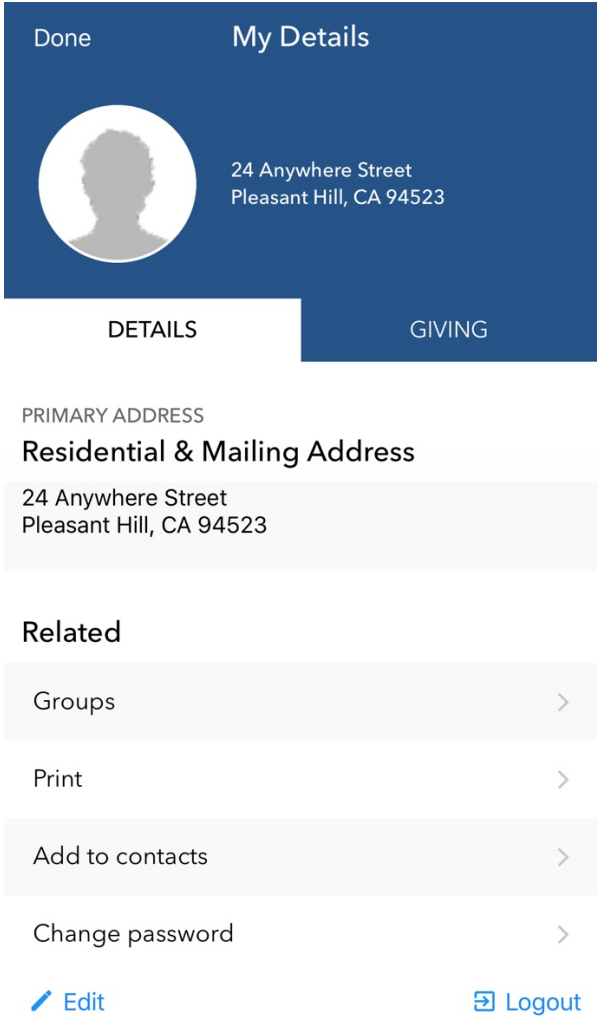 Done
My Details
24 Anywhere Street
Pleasant Hill, CA 94523
DETAILS
GIVING
PRIMARY ADDRESS
Residential & Mailing Address
24 Anywhere Street
Pleasant Hill, CA 94523
Related
Groups
Print
Add to contacts
Change password
Edit
Logout